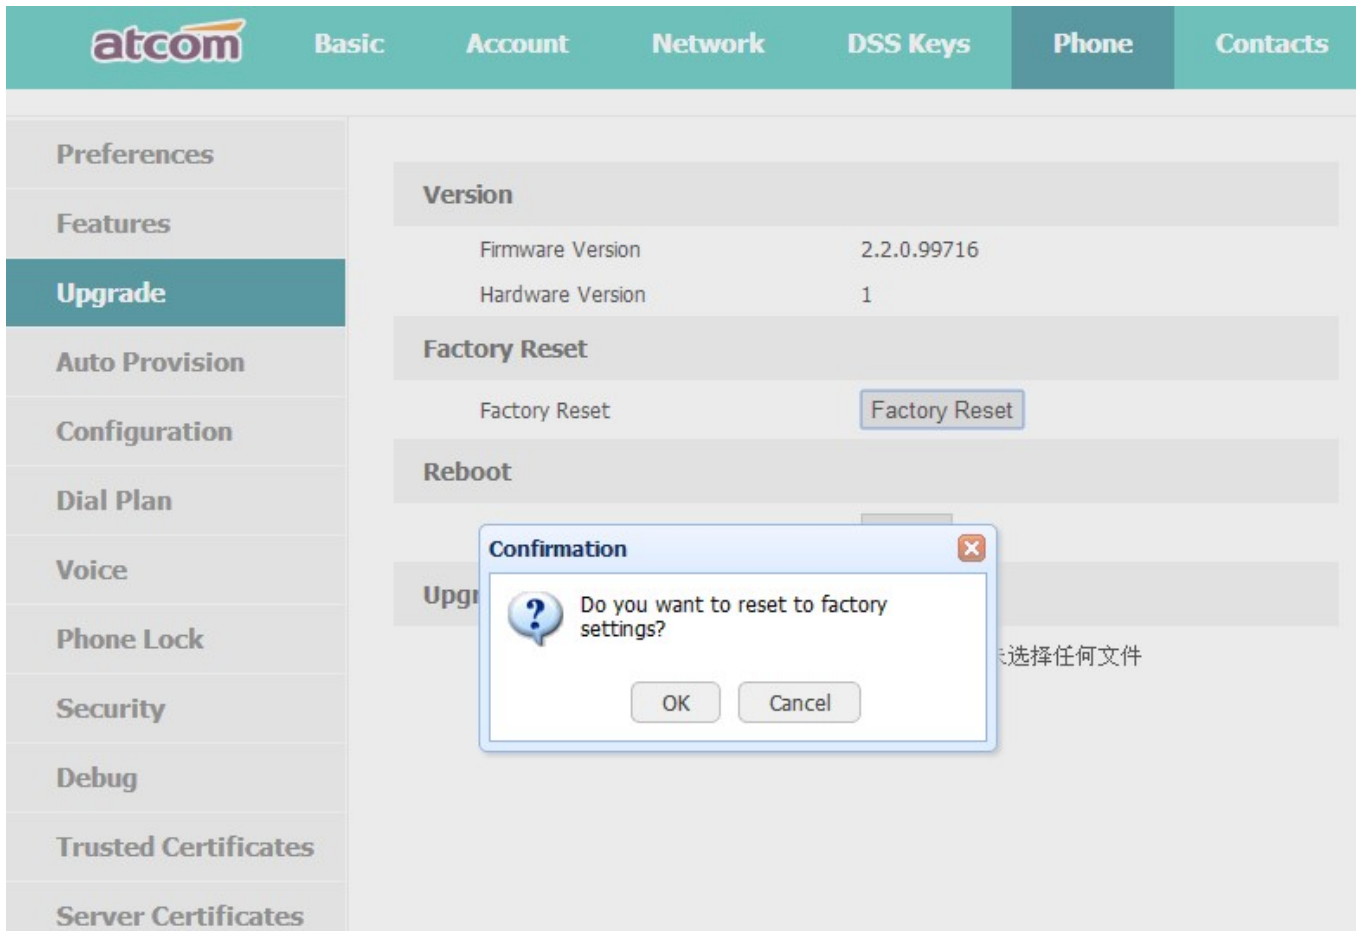 atcom Basic Account Network DSS Keys Phone Contacts
Preferences
Features
Upgrade
Auto Provision
Configuration
Dial Plan
Voice
Phone Lock
Security
Debug
Trusted Certificates
Server Certificates
Version
Firmware Version 2.2.0.99716
Hardware Version 1
Factory Reset
Factory Reset Factory Reset
Reboot
Confirmation
Do you want to reset to factory
settings?
OK Cancel
选择任何文件